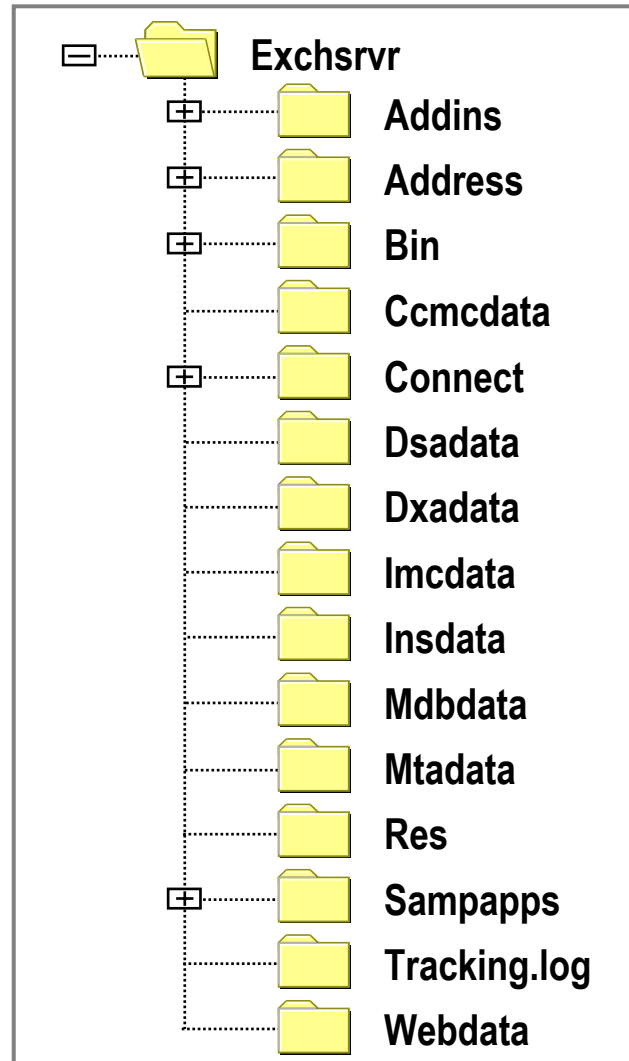 Exchsrvr
Addins
Address
Bin
Ccmcdata
Connect
Dsadata
Dxadata
Imcdata
Insdata
Mdbdata
Mtadata
Res
Sampapps
Tracking.log
Webdata